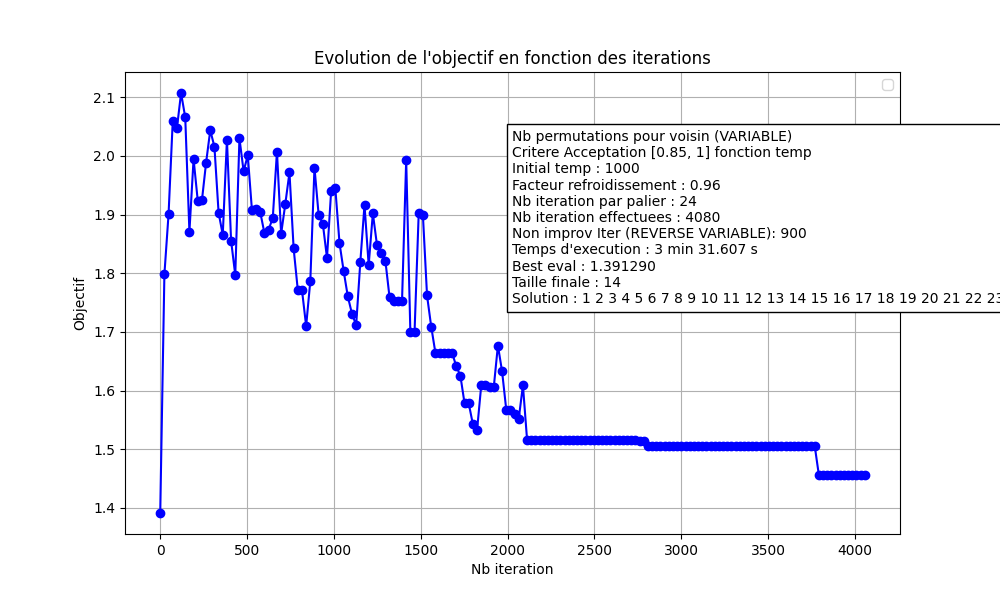 Evolution de l'objectif en fonction des iterations
2.1
2.0
1.9
1.8
1.7
1.6
1.5
1.4
Objectif
Nb permutations pour voisin (VARIABLE)
Critere Acceptation [0.85, 1] fonction temp
Initial temp : 1000
Facteur refroidissement : 0.96
Nb iteration par palier : 24
Nb iteration effectuees : 4080
Non improv Iter (REVERSE VARIABLE): 900
Temps d'execution : 3 min 31.607 s
Best eval : 1.391290
Taille finale : 14
Solution : 1 2 3 4 5 6 7 8 9 10 11 12 13 14 15 16 17 18 19 20 21 22 23
0 500 1000 1500 2000 2500 3000 3500 4000
Nb iteration